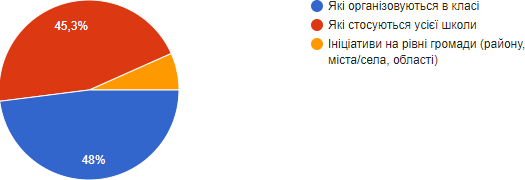 45,3%
48%
Які організовуються в класі
Які стосуються усієї школи
Ініціативи на рівні громади (району,
міста/села, області)